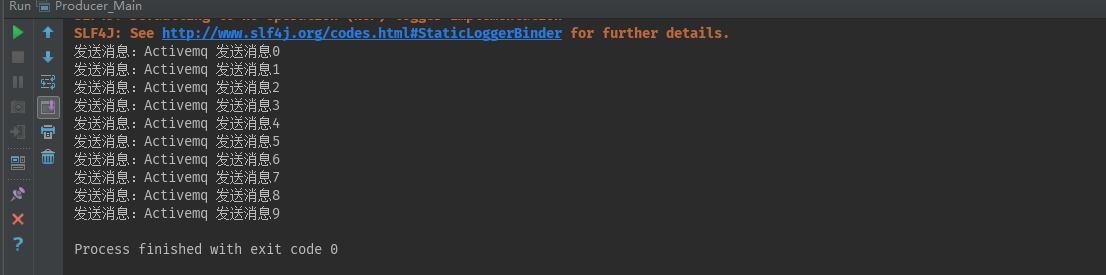 Run Producer_Main
SLF4J: See http://www.slf4j.org/codes.html#StaticLoggerBinder for further details.
发送消息：Activemq 发送消息0
发送消息：Activemq 发送消息1
发送消息：Activemq 发送消息2
发送消息：Activemq 发送消息3
发送消息：Activemq 发送消息4
发送消息：Activemq 发送消息5
发送消息：Activemq 发送消息6
发送消息：Activemq 发送消息7
发送消息：Activemq 发送消息8
发送消息：Activemq 发送消息9
Process finished with exit code 0